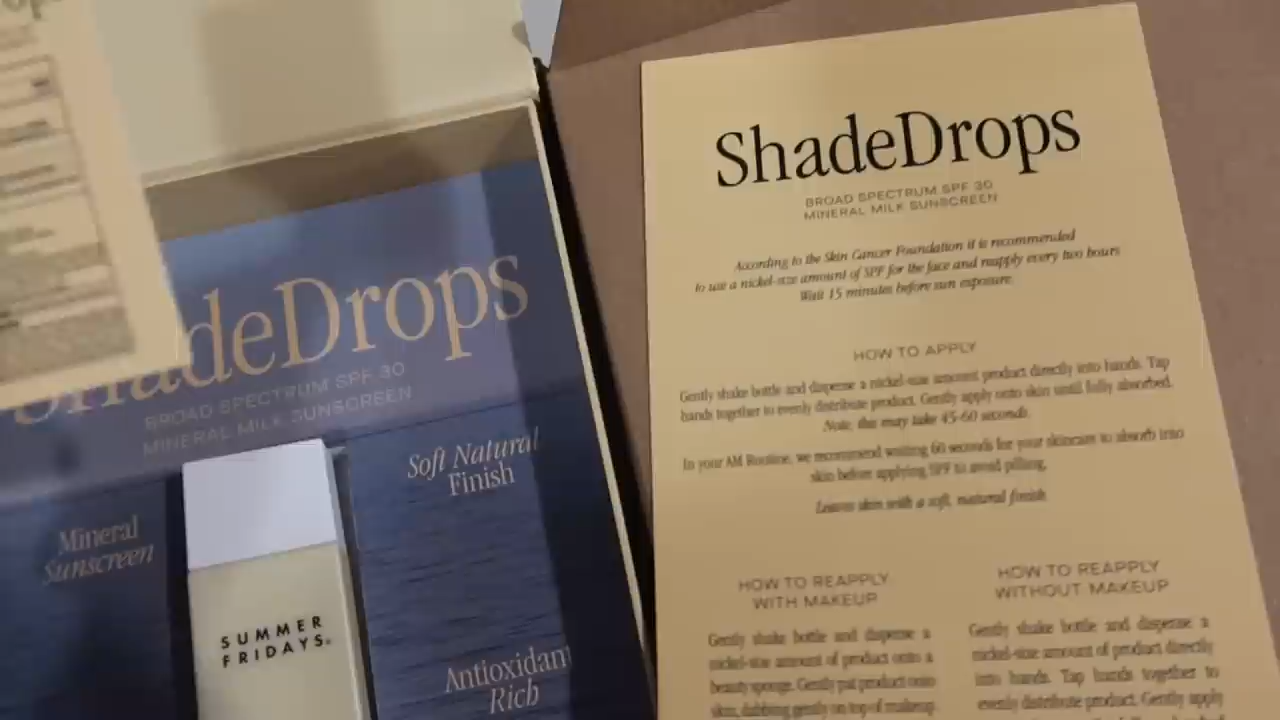 ShadeDrops
BROAD SPECTRUM SPF 30
MINERAL MILK SUNSCREEN
Mineral
Sunscreen
Soft Natural
Finish
SUMMER
FRIDAYS.
Antioxidant
Rich
ShadeDrops
BROAD SPECTRUM SPF 30
MINERAL MILK SUNSCREEN
According to the Skin Cancer Foundation it is recommended
to use a nickel-size amount of SPF for the face and reapply every two hours
Wait 15 minutes before sun exposure.
HOW TO APPLY
Gently shake bottle and dispense a nickel-size amount product directly into hands. Tap
hands together to evenly distribute product. Gently apply onto skin until fully absorbed.
Note, this may take 45-60 seconds.
In your AM Routine, we recommend waiting 60 seconds for your skincare to absorb into
skin before applying SPF to avoid pilling.
Leaves skin with a soft, natural finish.
HOW TO REAPPLY
WITH MAKEUP
Gently shake bottle and dispense a
nickel-size amount of product onto a
beauty sponge. Gently pat product onto
skin, dabbing gently on top of makeup.
HOW TO REAPPLY
WITHOUT MAKEUP
Gently shake bottle and dispense a
nickel-size amount of product directly
into hands. Tap hands together to
evenly distribute product. Gently apply